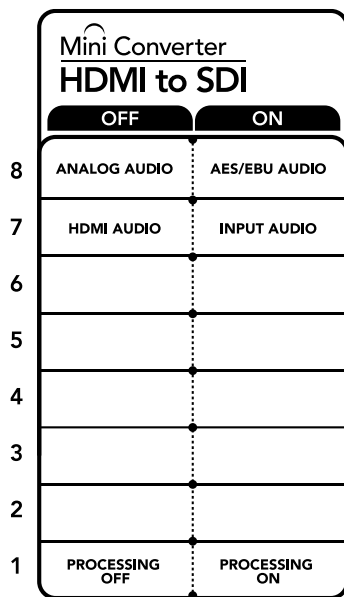 Mini Converter
HDMI to SDI
OFF ON
8 ANALOG AUDIO AES/EBU AUDIO
7 HDMI AUDIO INPUT AUDIO
6
5
4
3
2
1 PROCESSING OFF PROCESSING ON